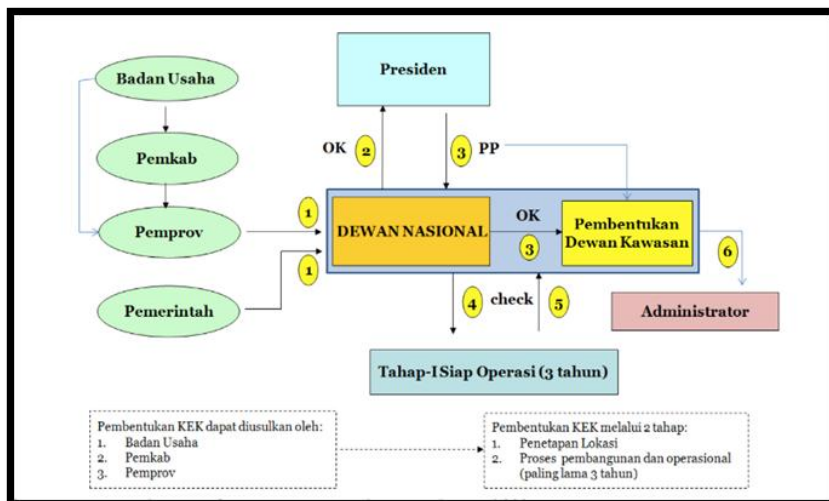 Badan Usaha
Pemkab
Pemprov
Pemerintah
1
1
Presiden
OK 2
3 PP
DEWAN NASIONAL
OK
3
Pembentukan
Dewan Kawasan
6
Administrator
4 check 5
Tahap-I Siap Operasi (3 tahun)
Pembentukan KEK dapat diusulkan oleh:
1. Badan Usaha
2. Pemkab
3. Pemprov
Pembentukan KEK melalui 2 tahap:
1. Penetapan Lokasi
2. Proses pembangunan dan operasional
(paling lama 3 tahun)